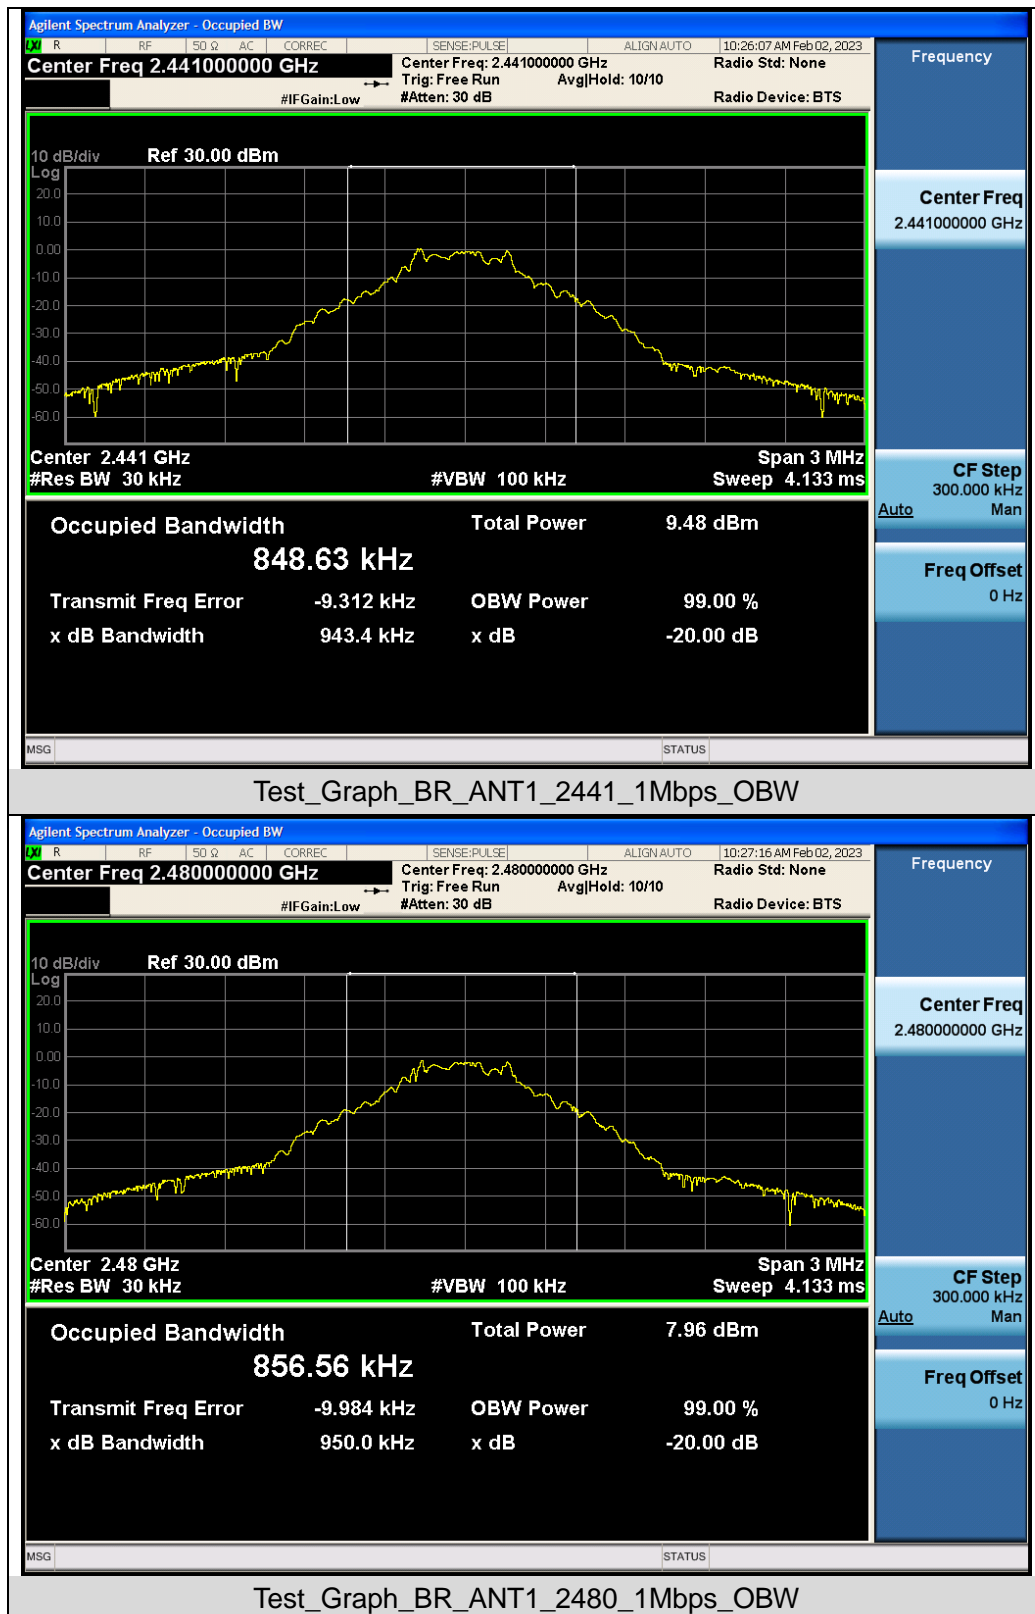 Agilent Spectrum Analyzer - Occupied BW
LXI R RF 50 Ω AC CORREC SENSE:PULSE ALIGN AUTO 10:26:07 AM Feb 02, 2023
Center Freq 2.441000000 GHz
Center Freq: 2.441000000 GHz Radio Std: None
Trig: Free Run Avg|Hold: 10/10
#IFGain:Low #Atten: 30 dB Radio Device: BTS
Frequency
10 dB/div Ref 30.00 dBm
Log
20.0
10.0
0.00
-10.0
-20.0
-30.0
-40.0
-50.0
-60.0
Center Freq
2.441000000 GHz
Center 2.441 GHz Span 3 MHz
#Res BW 30 kHz #VBW 100 kHz Sweep 4.133 ms
CF Step
300.000 kHz
Auto Man
Occupied Bandwidth Total Power 9.48 dBm
848.63 kHz
Freq Offset
0 Hz
Transmit Freq Error -9.312 kHz OBW Power 99.00 %
x dB Bandwidth 943.4 kHz x dB -20.00 dB
MSG STATUS
Test_Graph_BR_ANT1_2441_1Mbps_OBW
Agilent Spectrum Analyzer - Occupied BW
LXI R RF 50 Ω AC CORREC SENSE:PULSE ALIGN AUTO 10:27:16 AM Feb 02, 2023
Center Freq 2.480000000 GHz
Center Freq: 2.480000000 GHz Radio Std: None
Trig: Free Run Avg|Hold: 10/10
#IFGain:Low #Atten: 30 dB Radio Device: BTS
Frequency
10 dB/div Ref 30.00 dBm
Log
20.0
10.0
0.00
-10.0
-20.0
-30.0
-40.0
-50.0
-60.0
Center Freq
2.480000000 GHz
Center 2.48 GHz Span 3 MHz
#Res BW 30 kHz #VBW 100 kHz Sweep 4.133 ms
CF Step
300.000 kHz
Auto Man
Occupied Bandwidth Total Power 7.96 dBm
856.56 kHz
Freq Offset
0 Hz
Transmit Freq Error -9.984 kHz OBW Power 99.00 %
x dB Bandwidth 950.0 kHz x dB -20.00 dB
MSG STATUS
Test_Graph_BR_ANT1_2480_1Mbps_OBW